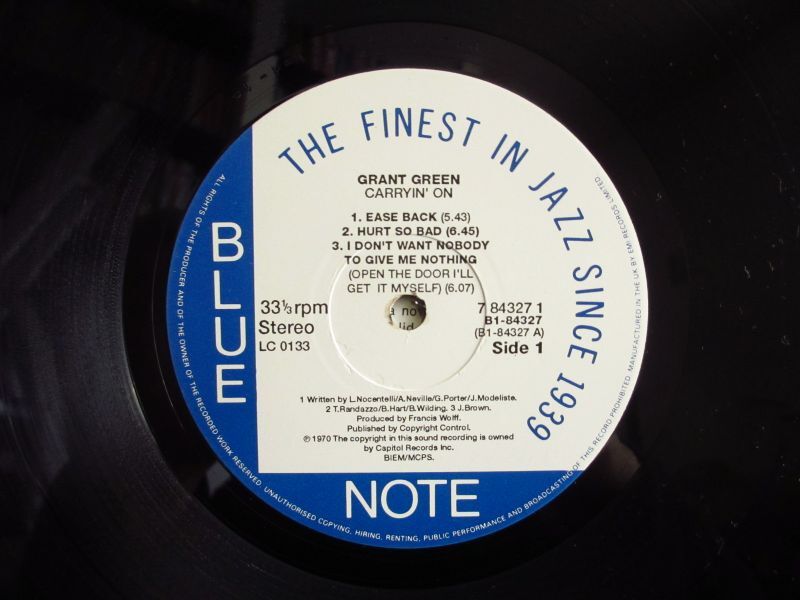 THE FINEST IN JAZZ SINCE 1939
GRANT GREEN
CARRYIN' ON
1. EASE BACK (5.43)
2. HURT SO BAD (6.45)
3. I DON'T WANT NOBODY
TO GIVE ME NOTHING
(OPEN THE DOOR I'LL
GET IT MYSELF) (6.07)
BLUE
33⅓ rpm
Stereo
LC 0133
7 84327 1
B1-84327
(B1-84327 A)
Side 1
1 Written by L.Nocentelli/A.Neville/G.Porter/J.Modeliste.
2 T.Randazzo/B.Hart/B.Wilding. 3 J.Brown.
Produced by Francis Wolff.
Published by Copyright Control.
℗ 1970 The copyright in this sound recording is owned
by Capitol Records Inc.
BIEM/MCPS.
NOTE
ALL RIGHTS OF THE PRODUCER AND OF THE OWNER OF THE RECORDED WORK RESERVED. UNAUTHORISED COPYING, HIRING, RENTING, PUBLIC PERFORMANCE AND BROADCASTING OF THIS RECORD PROHIBITED. MANUFACTURED IN THE UK BY EMI RECORDS LIMITED.